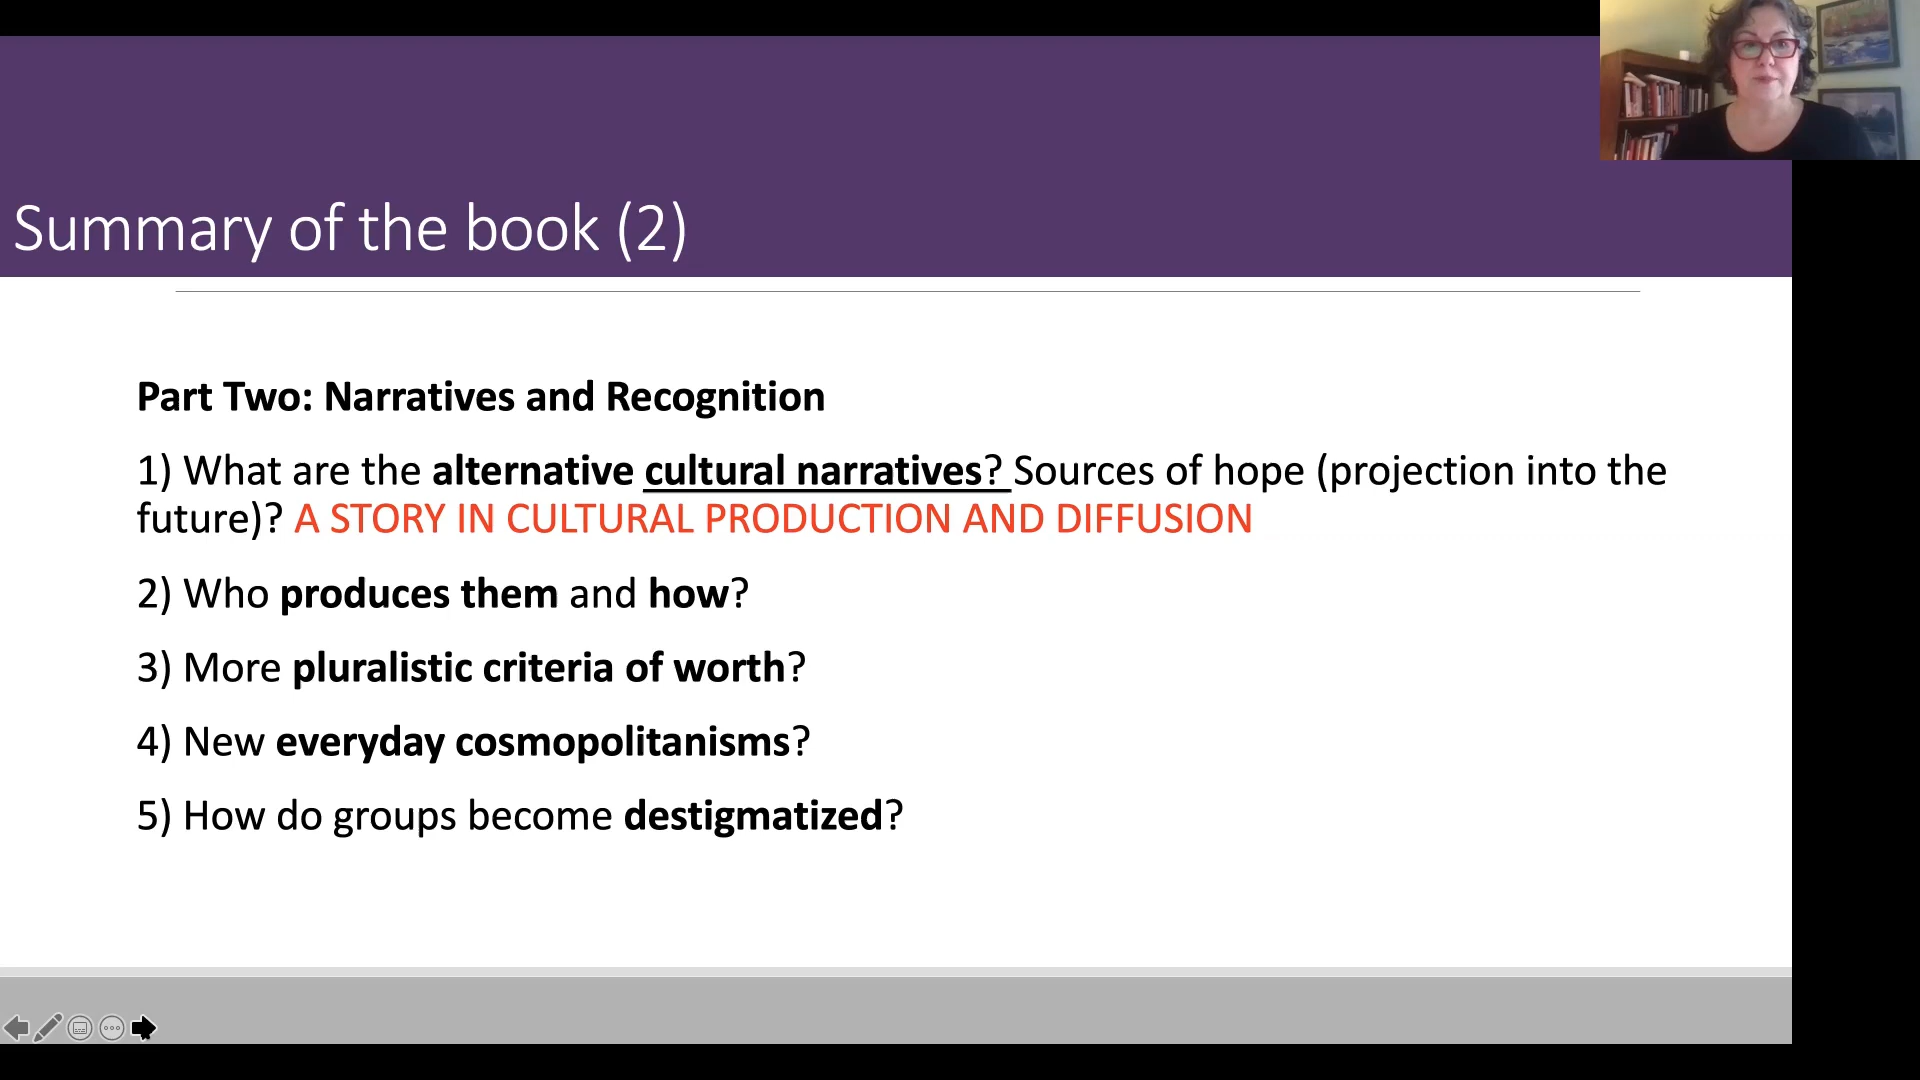 Summary of the book (2)
Part Two: Narratives and Recognition
1) What are the alternative cultural narratives? Sources of hope (projection into the
future)? A STORY IN CULTURAL PRODUCTION AND DIFFUSION
2) Who produces them and how?
3) More pluralistic criteria of worth?
4) New everyday cosmopolitanisms?
5) How do groups become destigmatized?